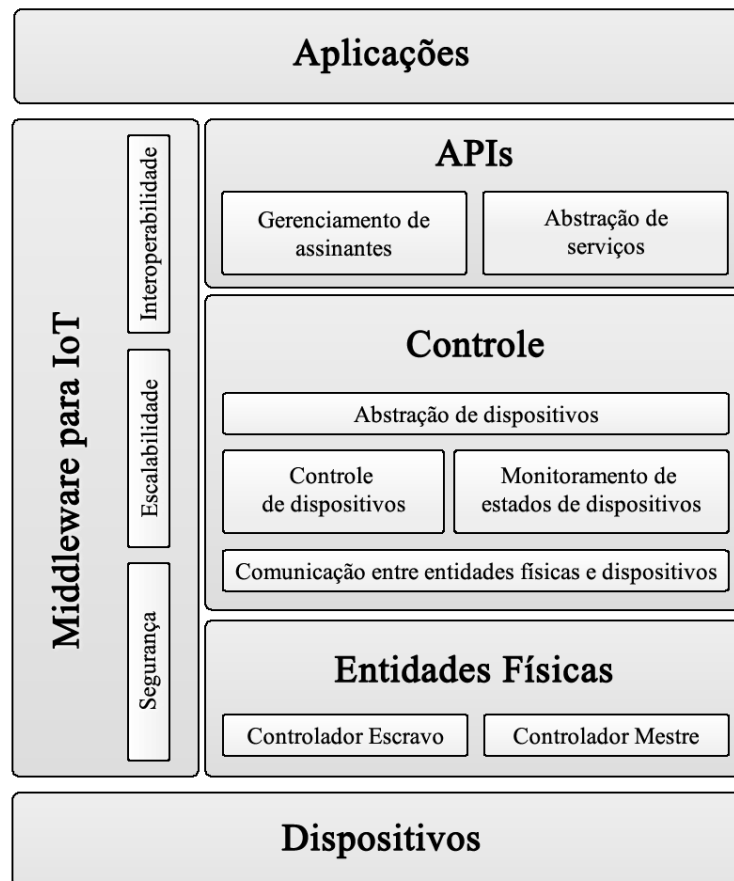 Aplicações
Middleware para IoT
Interoperabilidade
Escalabilidade
Segurança
APIs
Gerenciamento de
assinantes
Abstração de
serviços
Controle
Abstração de dispositivos
Controle
de dispositivos
Monitoramento de
estados de dispositivos
Comunicação entre entidades físicas e dispositivos
Entidades Físicas
Controlador Escravo
Controlador Mestre
Dispositivos